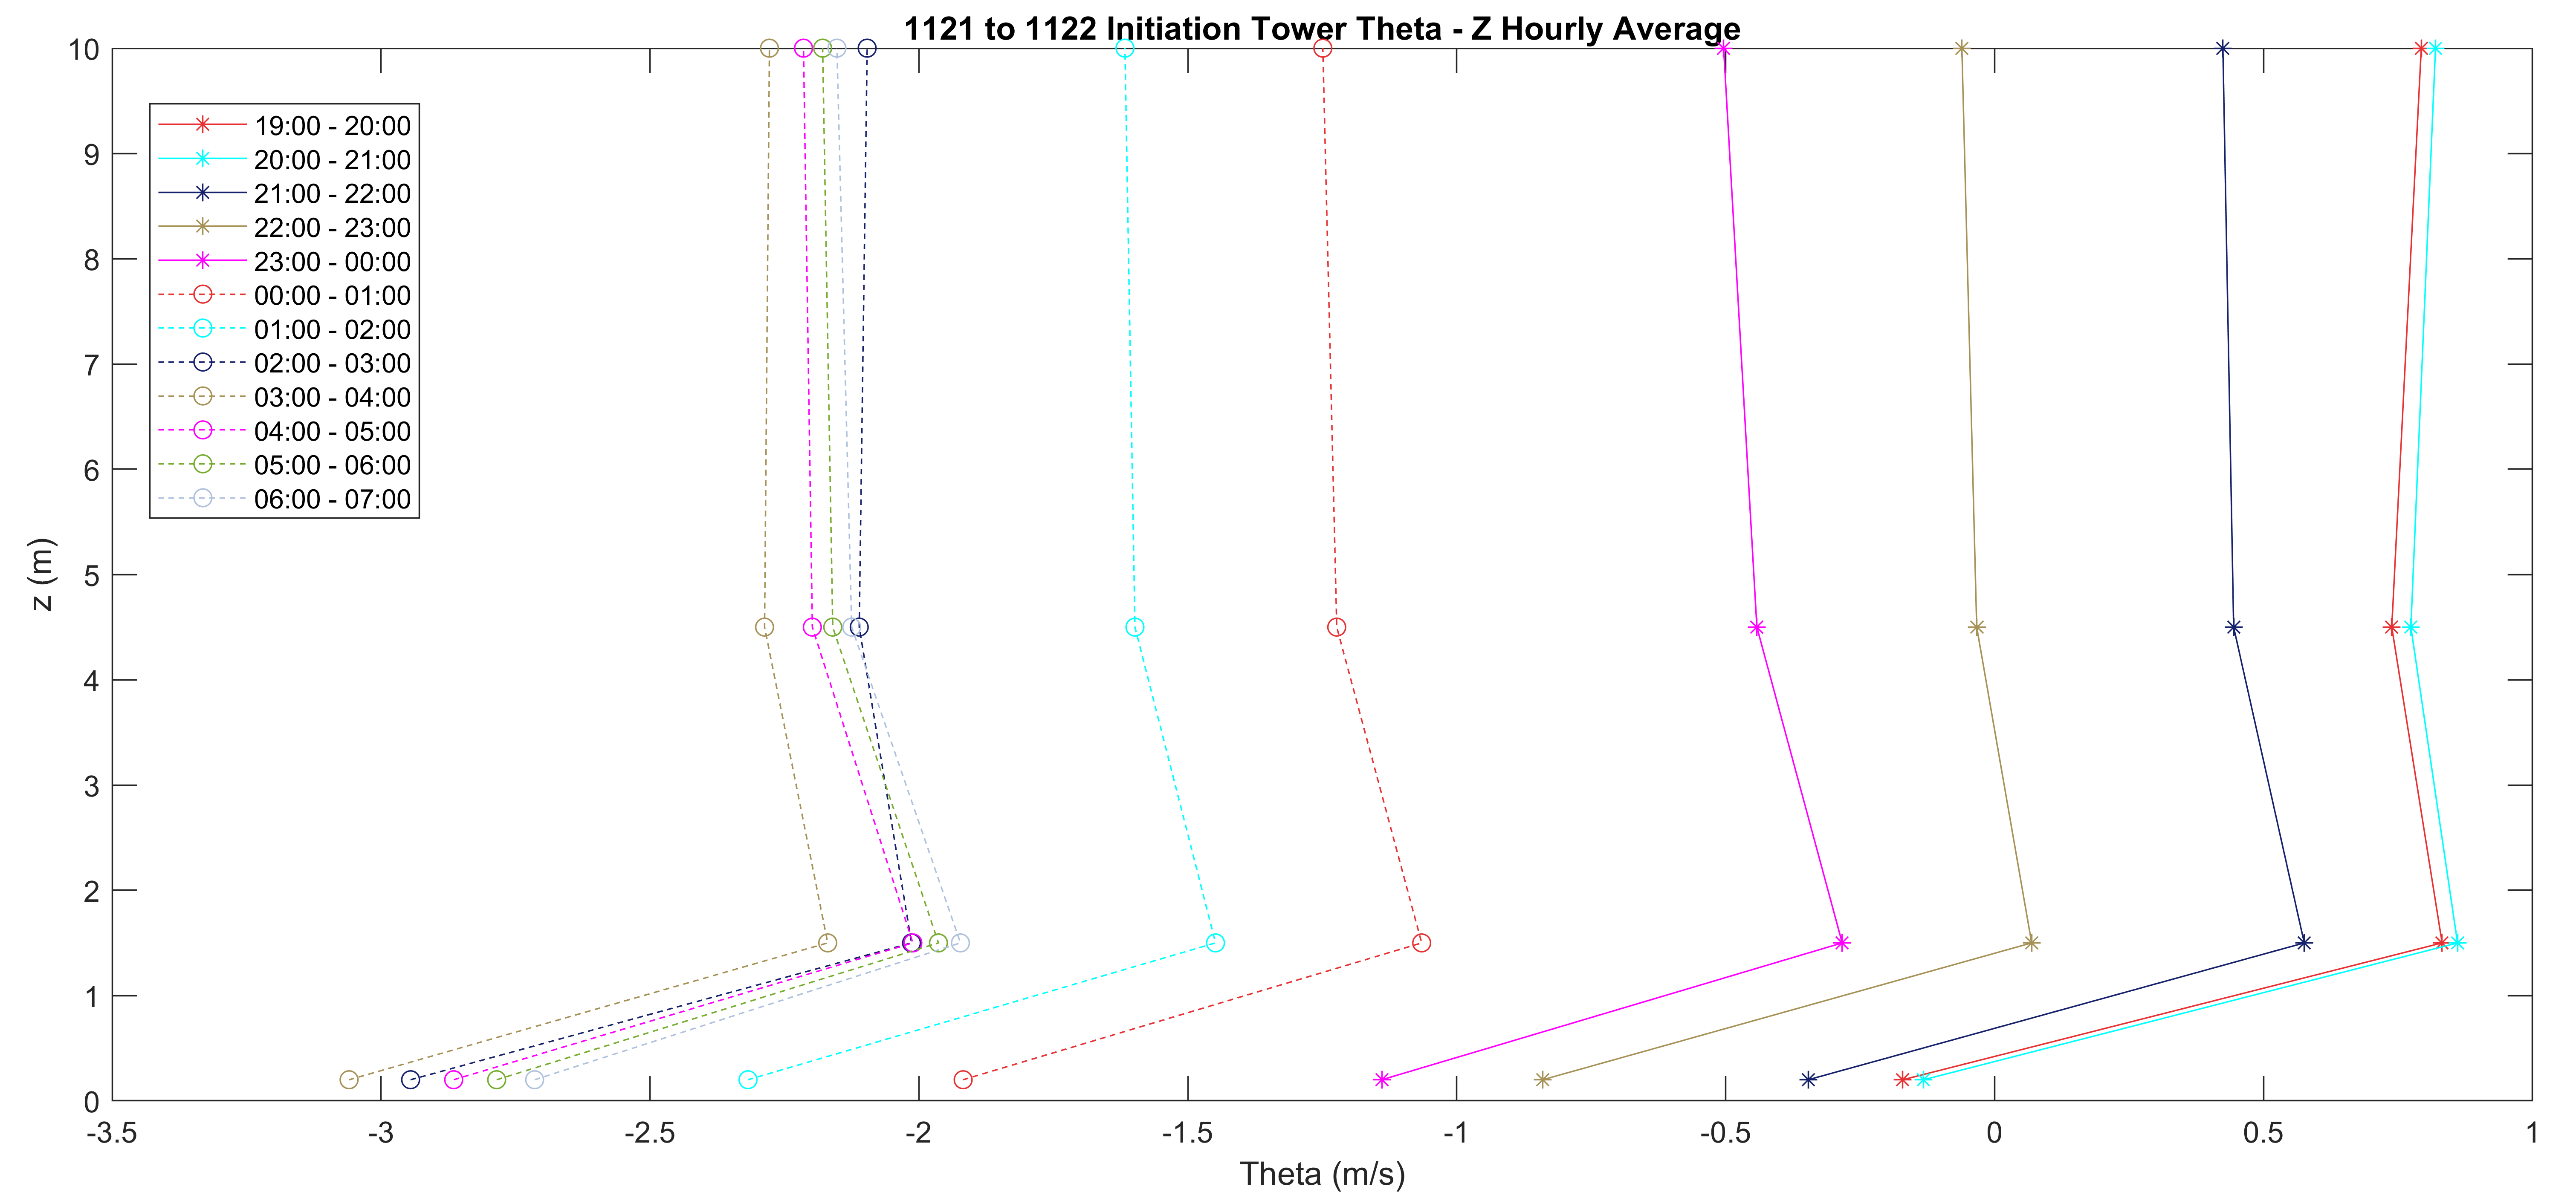 1121 to 1122 Initiation Tower Theta - Z Hourly Average
10
9
8
7
6
5
4
3
2
1
0
z (m)
19:00 - 20:00
20:00 - 21:00
21:00 - 22:00
22:00 - 23:00
23:00 - 00:00
00:00 - 01:00
01:00 - 02:00
02:00 - 03:00
03:00 - 04:00
04:00 - 05:00
05:00 - 06:00
06:00 - 07:00
-3.5 -3 -2.5 -2 -1.5 -1 -0.5 0 0.5 1
Theta (m/s)